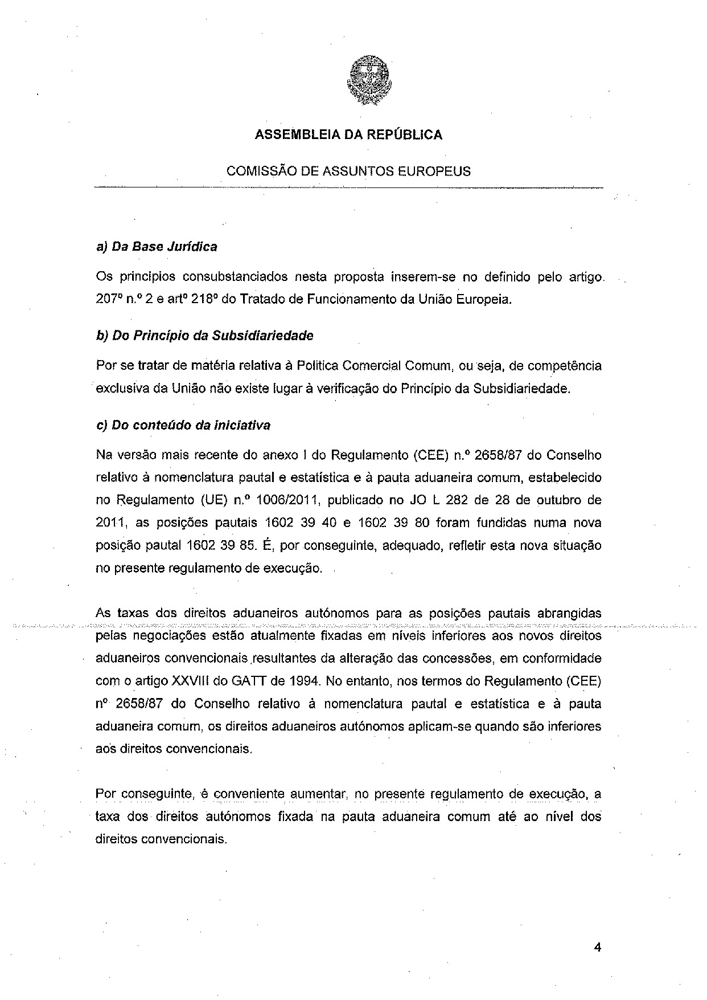 ASSEMBLEIA DA REPÚBLICA
COMISSÃO DE ASSUNTOS EUROPEUS
a) Da Base Jurídica
Os princípios consubstanciados nesta proposta inserem-se no definido pelo artigo
207º n.º 2 e artº 218º do Tratado de Funcionamento da União Europeia.
b) Do Princípio da Subsidiariedade
Por se tratar de matéria relativa à Politica Comercial Comum, ou seja, de competência
exclusiva da União não existe lugar à verificação do Princípio da Subsidiariedade.
c) Do conteúdo da iniciativa
Na versão mais recente do anexo I do Regulamento (CEE) n.º 2658/87 do Conselho
relativo à nomenclatura pautal e estatística e à pauta aduaneira comum, estabelecido
no Regulamento (UE) n.º 1006/2011, publicado no JO L 282 de 28 de outubro de
2011, as posições pautais 1602 39 40 e 1602 39 80 foram fundidas numa nova
posição pautal 1602 39 85. É, por conseguinte, adequado, refletir esta nova situação
no presente regulamento de execução.
As taxas dos direitos aduaneiros autónomos para as posições pautais abrangidas
pelas negociações estão atualmente fixadas em níveis inferiores aos novos direitos
aduaneiros convencionais resultantes da alteração das concessões, em conformidade
com o artigo XXVIII do GATT de 1994. No entanto, nos termos do Regulamento (CEE)
nº 2658/87 do Conselho relativo à nomenclatura pautal e estatística e à pauta
aduaneira comum, os direitos aduaneiros autónomos aplicam-se quando são inferiores
aos direitos convencionais.
Por conseguinte, é conveniente aumentar, no presente regulamento de execução, a
taxa dos direitos autónomos fixada na pauta aduaneira comum até ao nível dos
direitos convencionais.
4